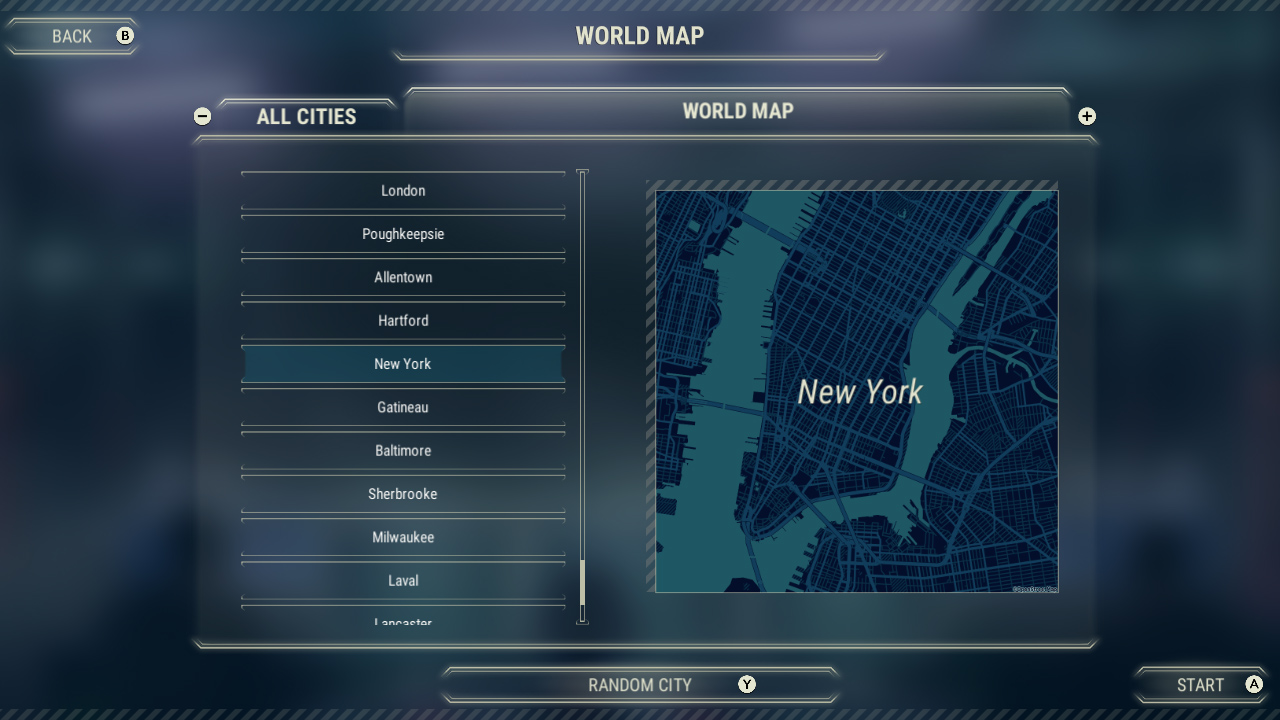 BACK B
WORLD MAP
ALL CITIES
WORLD MAP
London
Poughkeepsie
Allentown
Hartford
New York
Gatineau
Baltimore
Sherbrooke
Milwaukee
Laval
Lancaster
New York
RANDOM CITY Y
START A